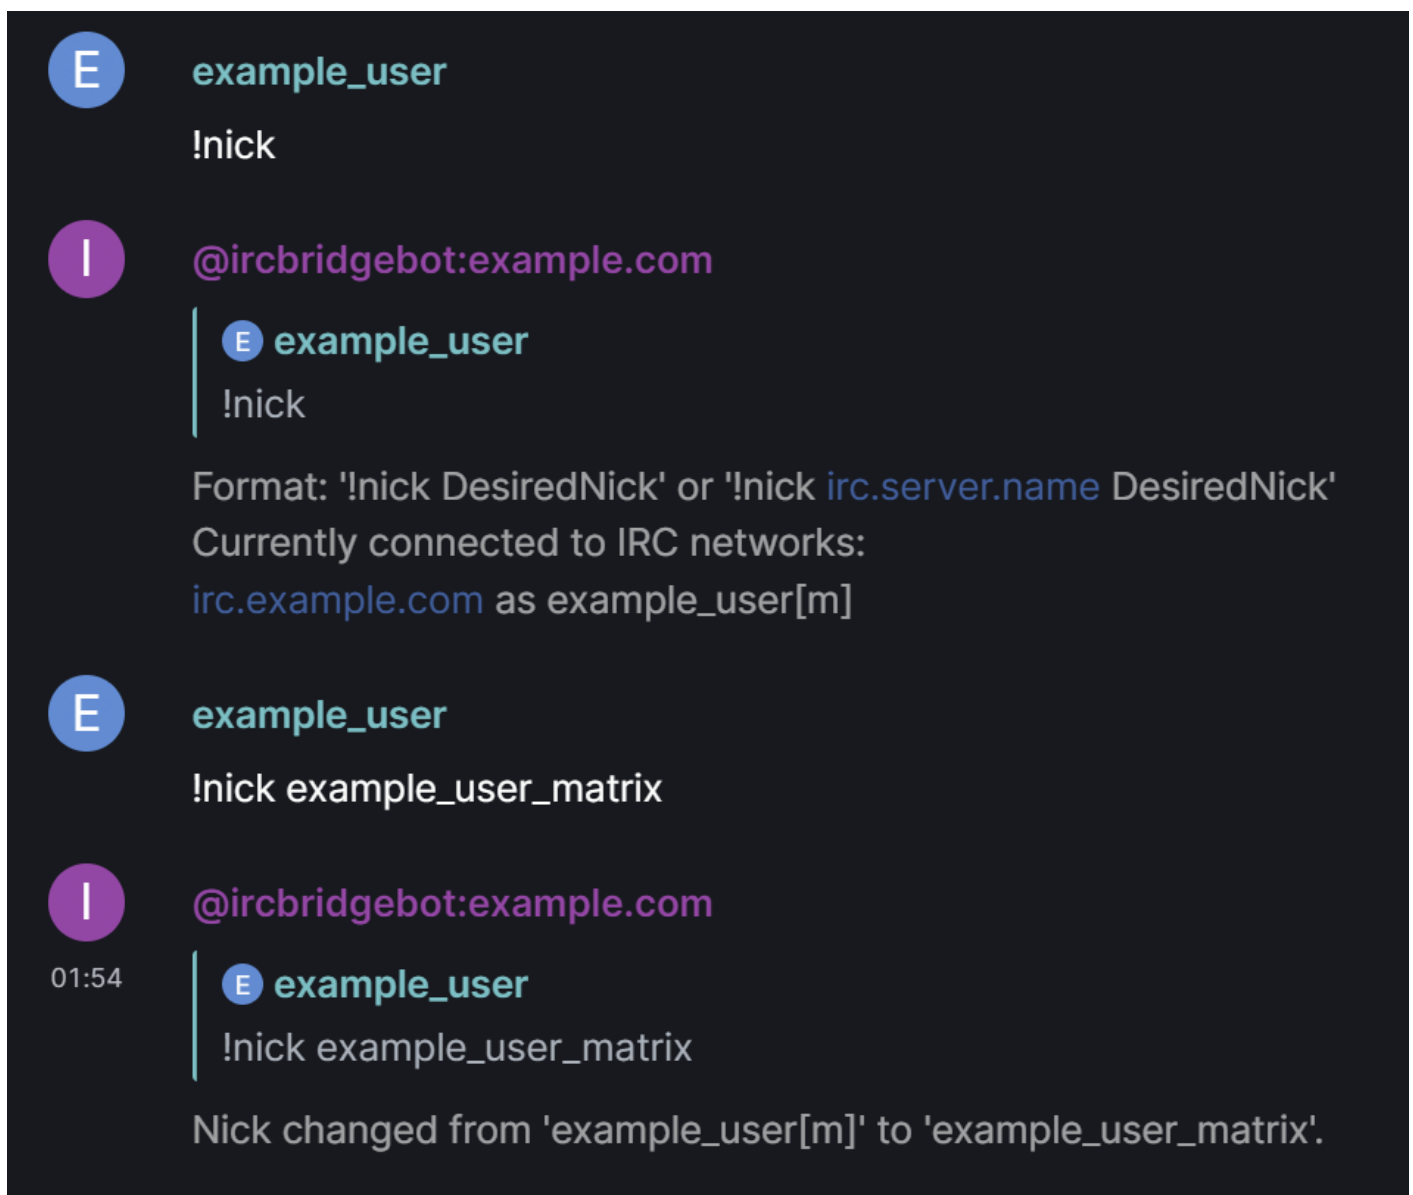 E example_user
!nick
I @ircbridgebot:example.com
E example_user
!nick
Format: '!nick DesiredNick' or '!nick irc.server.name DesiredNick'
Currently connected to IRC networks:
irc.example.com as example_user[m]
E example_user
!nick example_user_matrix
I @ircbridgebot:example.com
01:54 E example_user
!nick example_user_matrix
Nick changed from 'example_user[m]' to 'example_user_matrix'.